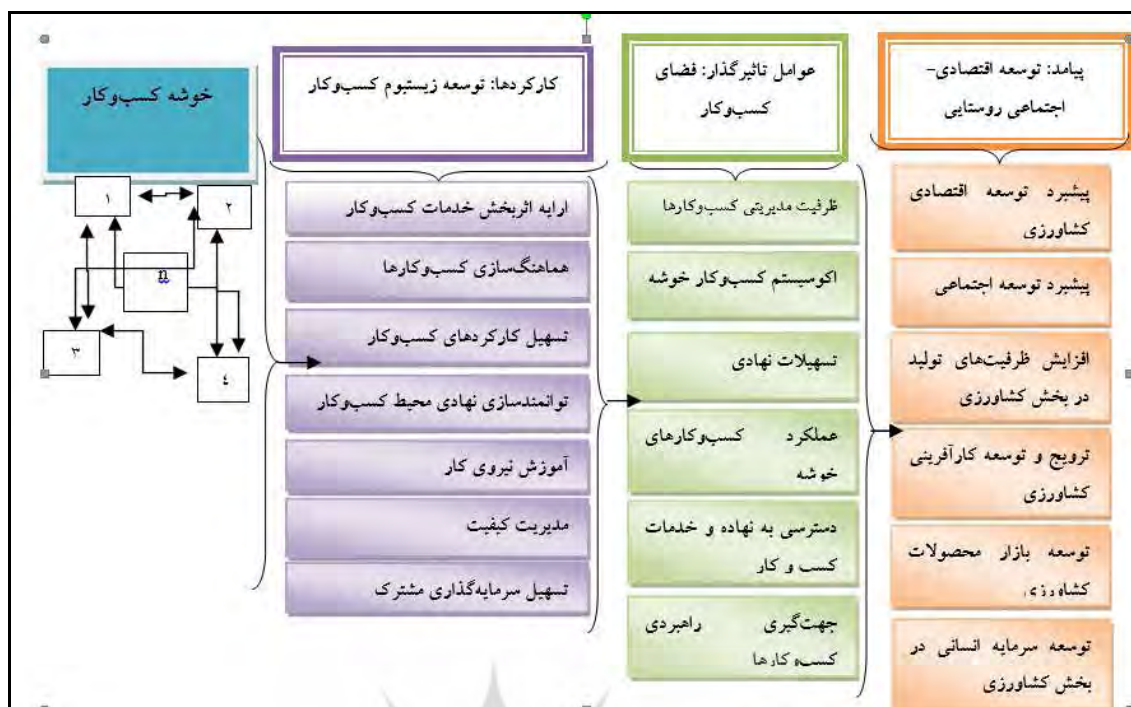 خوشه کسب‌وکار
۱
۲
n
۳
٤
کارکردها: توسعه زیستبوم کسب‌وکار
ارایه اثربخش خدمات کسب‌وکار
هماهنگ‌سازی کسب‌وکارها
تسهیل کارکردهای کسب‌وکار
توانمندسازی نهادی محیط کسب‌وکار
آموزش نیروی کار
مدیریت کیفیت
تسهیل سرمایه‌گذاری مشترک
عوامل تاثیرگذار: فضای
کسب‌وکار
ظرفیت مدیریتی کسب‌وکارها
اکوسیستم کسب‌وکار خوشه
تسهیلات نهادی
عملکرد کسب‌وکارهای
خوشه
دسترسی به نهاده و خدمات
کسب و کار
جهت‌گیری راهبردی
کسب‌وکارها
پیامد: توسعه اقتصادی-
اجتماعی روستایی
پیشبرد توسعه اقتصادی
کشاورزی
پیشبرد توسعه اجتماعی
افزایش ظرفیت‌های تولید
در بخش کشاورزی
ترویج و توسعه کارآفرینی
کشاورزی
توسعه بازار محصولات
کشاورزی
توسعه سرمایه انسانی در
بخش کشاورزی